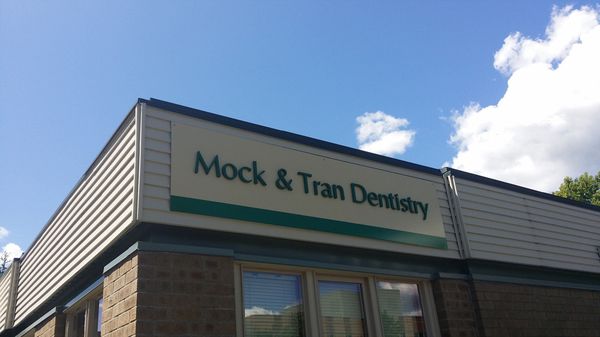 Mock & Tran Dentistry